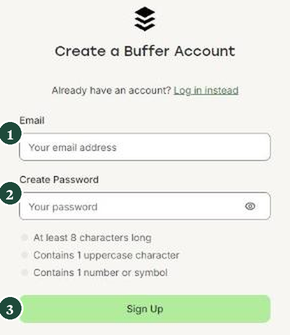 Create a Buffer Account
Already have an account? Log in instead
Email
1
Your email address
Create Password
2
Your password
At least 8 characters long
Contains 1 uppercase character
Contains 1 number or symbol
3
Sign Up